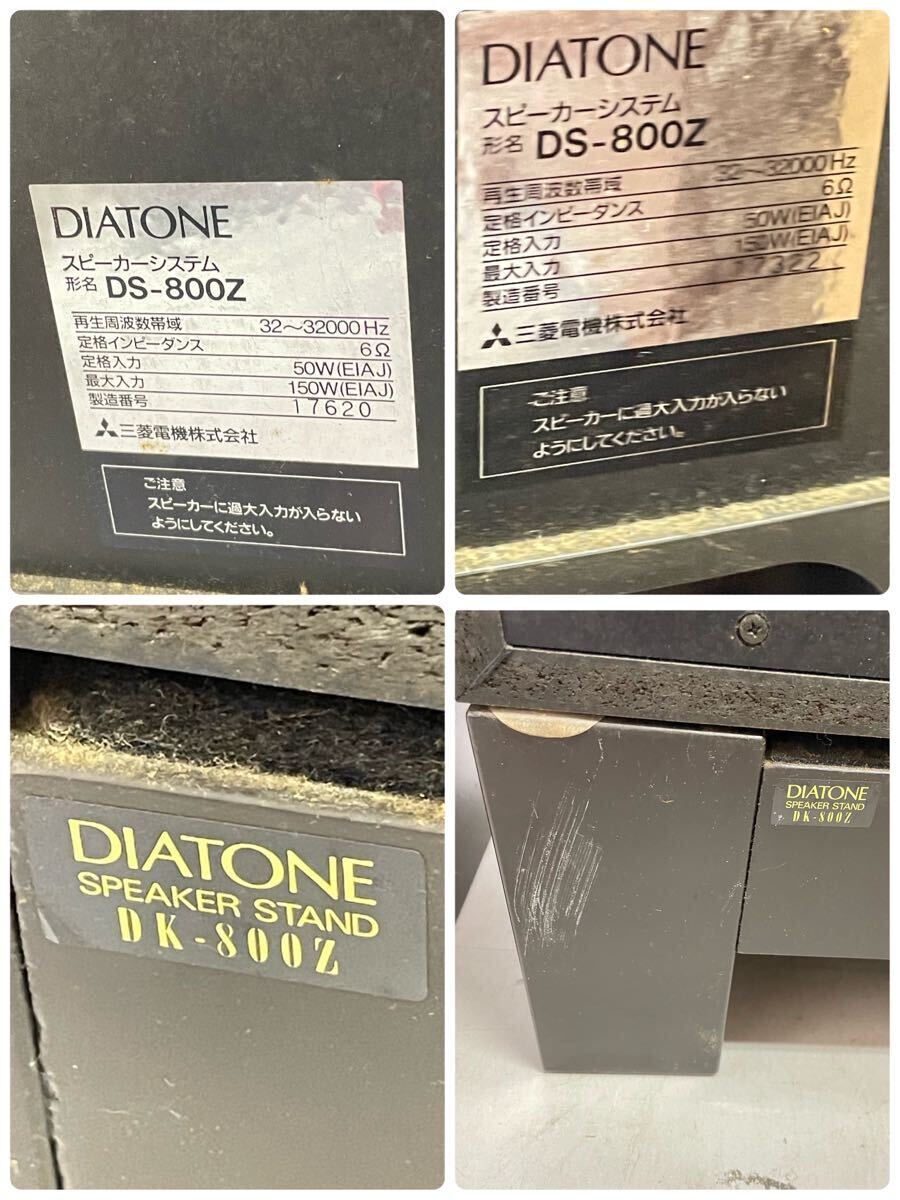 DIATONE
スピーカーシステム
形名 DS-800Z
再生周波数帯域 32～32000Hz
定格インピーダンス 6Ω
定格入力 50W(EIAJ)
最大入力 150W(EIAJ)
製造番号 17620
三菱電機株式会社
ご注意
スピーカーに過大入力が入らない
ようにしてください。
DIATONE
スピーカーシステム
形名 DS-800Z
再生周波数帯域 32～32000Hz
定格インピーダンス 6Ω
定格入力 50W(EIAJ)
最大入力 150W(EIAJ)
製造番号 17322
三菱電機株式会社
ご注意
スピーカーに過大入力が入らない
ようにしてください。
DIATONE
SPEAKER STAND
DK-800Z
DIATONE
SPEAKER STAND
DK-800Z